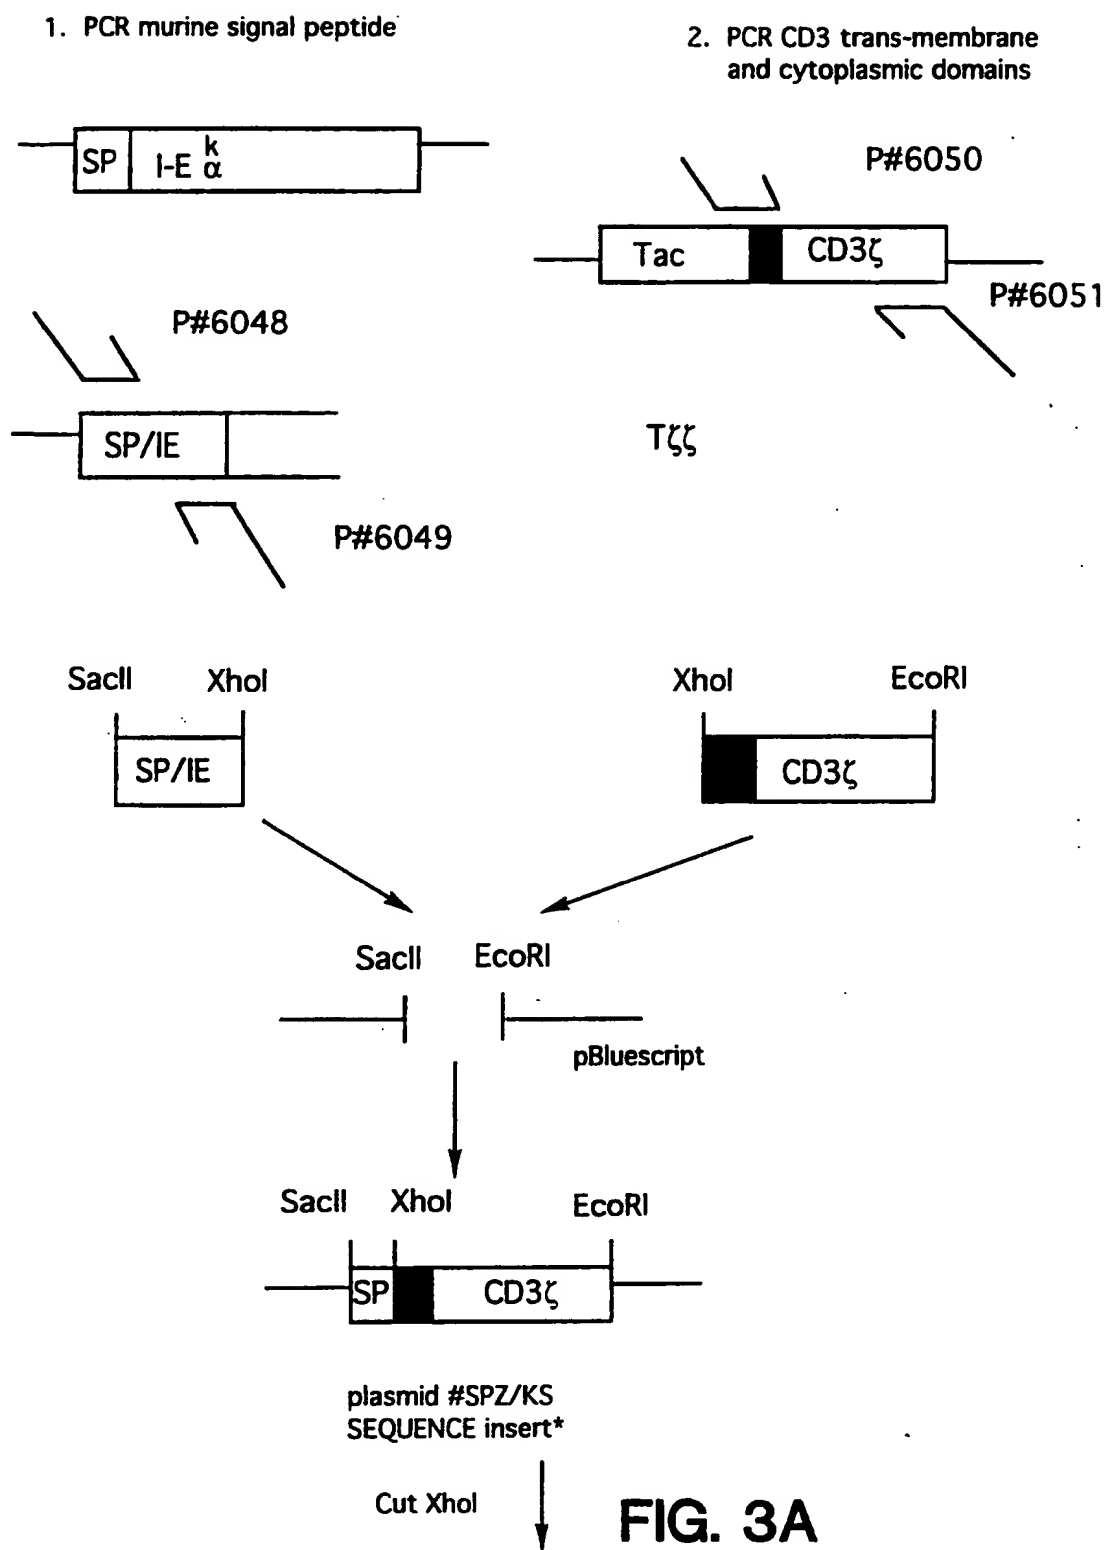 1. PCR murine signal peptide
2. PCR CD3 trans-membrane
and cytoplasmic domains
SP
I-E k α
P#6050
Tac
CD3ζ
P#6051
P#6048
SP/IE
P#6049
Tζζ
SacII XhoI
SP/IE
XhoI EcoRI
CD3ζ
SacII EcoRI
pBluescript
SacII XhoI EcoRI
SP
CD3ζ
plasmid #SPZ/KS
SEQUENCE insert*
Cut XhoI
FIG. 3A